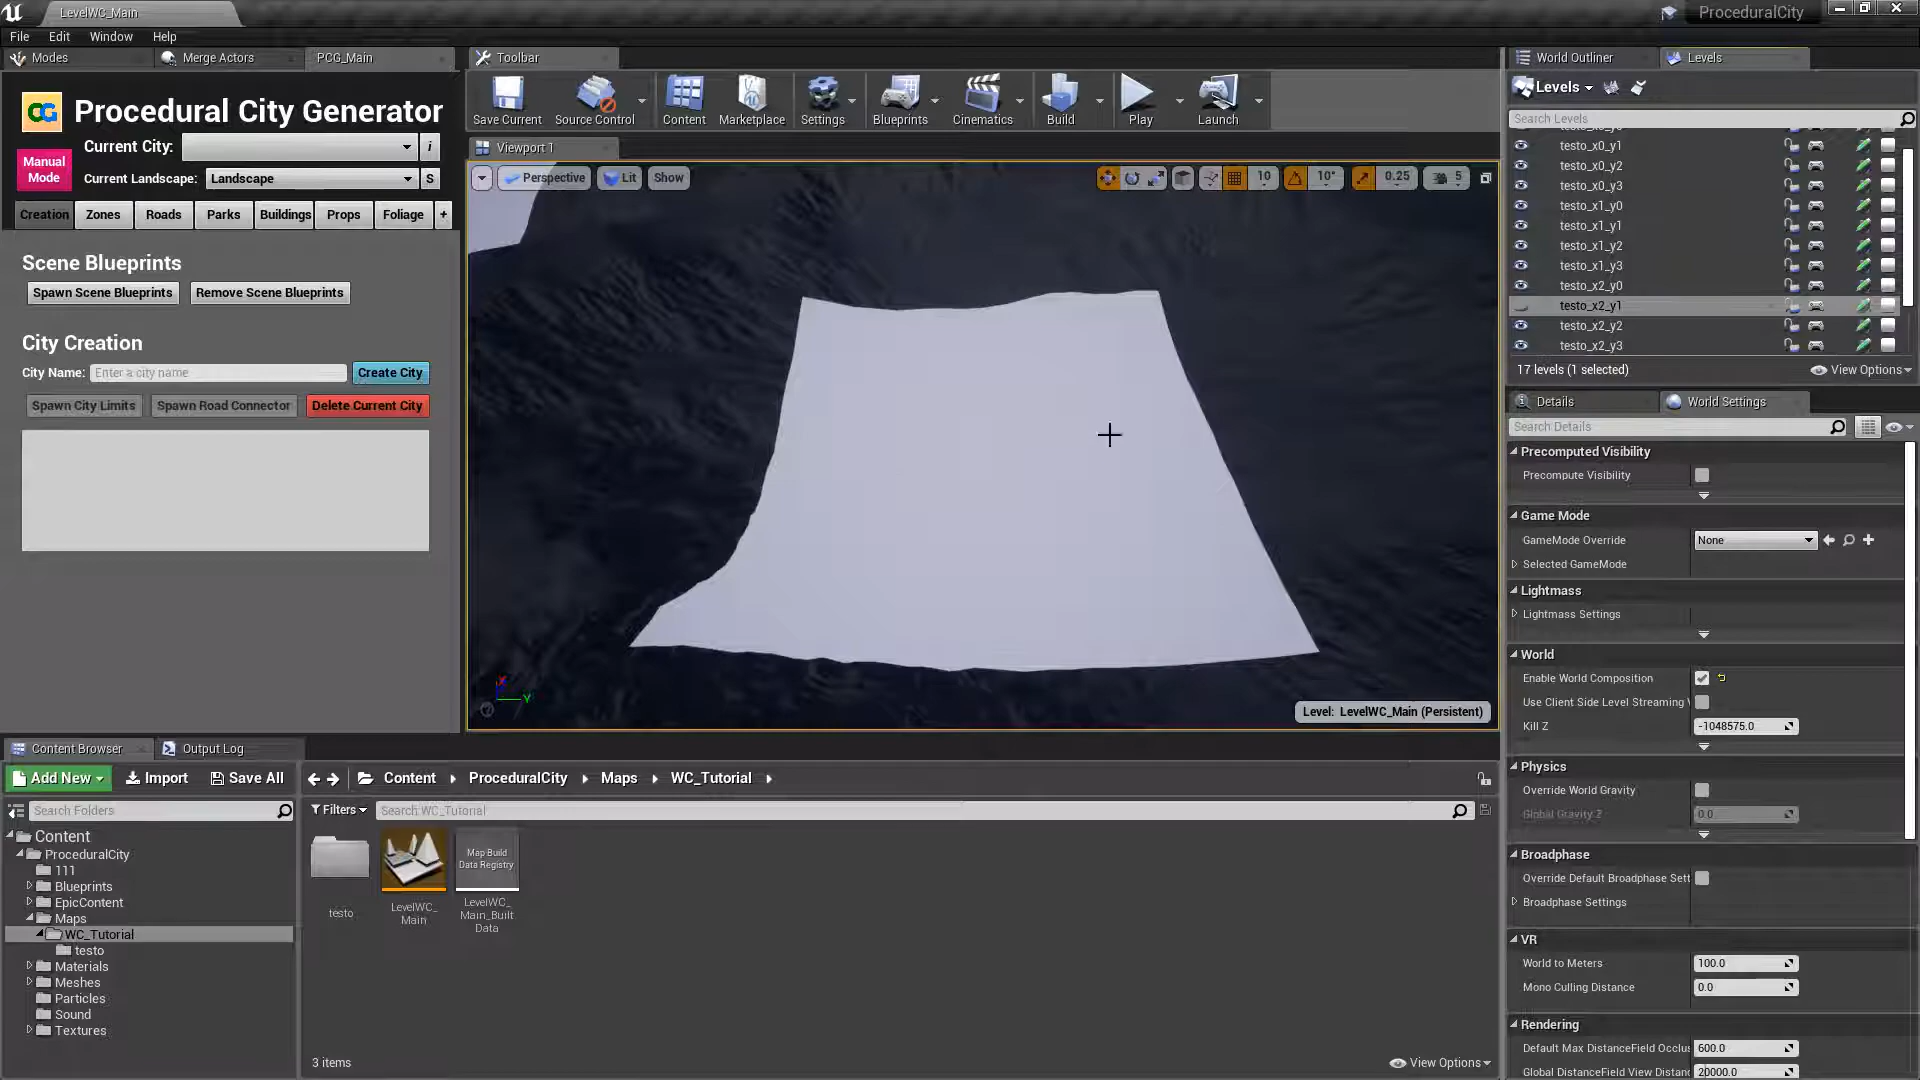 LevelWC_Main
ProceduralCity
File Edit Window Help
Modes Merge Actors PCG_Main
Procedural City Generator
Manual Mode
Current City: i
Current Landscape: Landscape S
Creation Zones Roads Parks Buildings Props Foliage +
Scene Blueprints
Spawn Scene Blueprints Remove Scene Blueprints
City Creation
City Name: Enter a city name Create City
Spawn City Limits Spawn Road Connector Delete Current City
Toolbar
Save Current Source Control Content Marketplace Settings Blueprints Cinematics Build Play Launch
Viewport 1
Perspective Lit Show 10 10° 0.25 5
X
Y
Level: LevelWC_Main (Persistent)
World Outliner Levels
Levels
Search Levels
testo_x0_y1
testo_x0_y2
testo_x0_y3
testo_x1_y0
testo_x1_y1
testo_x1_y2
testo_x1_y3
testo_x2_y0
testo_x2_y1
testo_x2_y2
testo_x2_y3
17 levels (1 selected) View Options
Details World Settings
Search Details
Precomputed Visibility
Precompute Visibility
Game Mode
GameMode Override None
Selected GameMode
Lightmass
Lightmass Settings
World
Enable World Composition
Use Client Side Level Streaming
Kill Z -1048575.0
Physics
Override World Gravity
Global Gravity Z 0.0
Broadphase
Override Default Broadphase Sett
Broadphase Settings
VR
World to Meters 100.0
Mono Culling Distance 0.0
Rendering
Default Max DistanceField Occlus 600.0
Global DistanceField View Distanc 20000.0
Content Browser Output Log
Add New Import Save All Content ProceduralCity Maps WC_Tutorial
Search Folders
Filters Search WC_Tutorial
Content
ProceduralCity
111
Blueprints
EpicContent
Maps
WC_Tutorial
testo
Materials
Meshes
Particles
Sound
Textures
testo
LevelWC_
Main
Map Build
Data Registry
LevelWC_
Main_Built
Data
3 items View Options